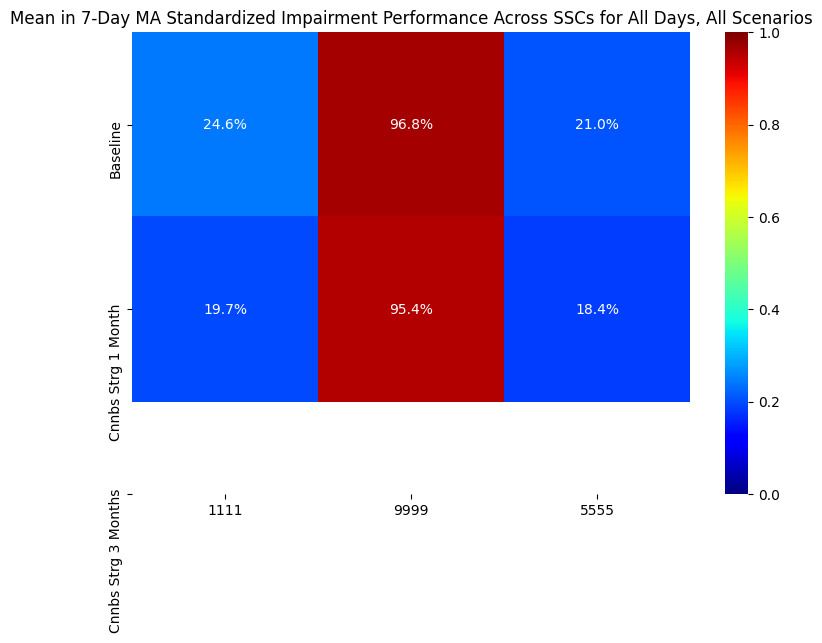 Mean in 7-Day MA Standardized Impairment Performance Across SSCs for All Days, All Scenarios
Baseline
24.6% 96.8% 21.0%
Cnnbs Strg 1 Month
19.7% 95.4% 18.4%
Cnnbs Strg 3 Months
1111 9999 5555
1.0
0.8
0.6
0.4
0.2
0.0